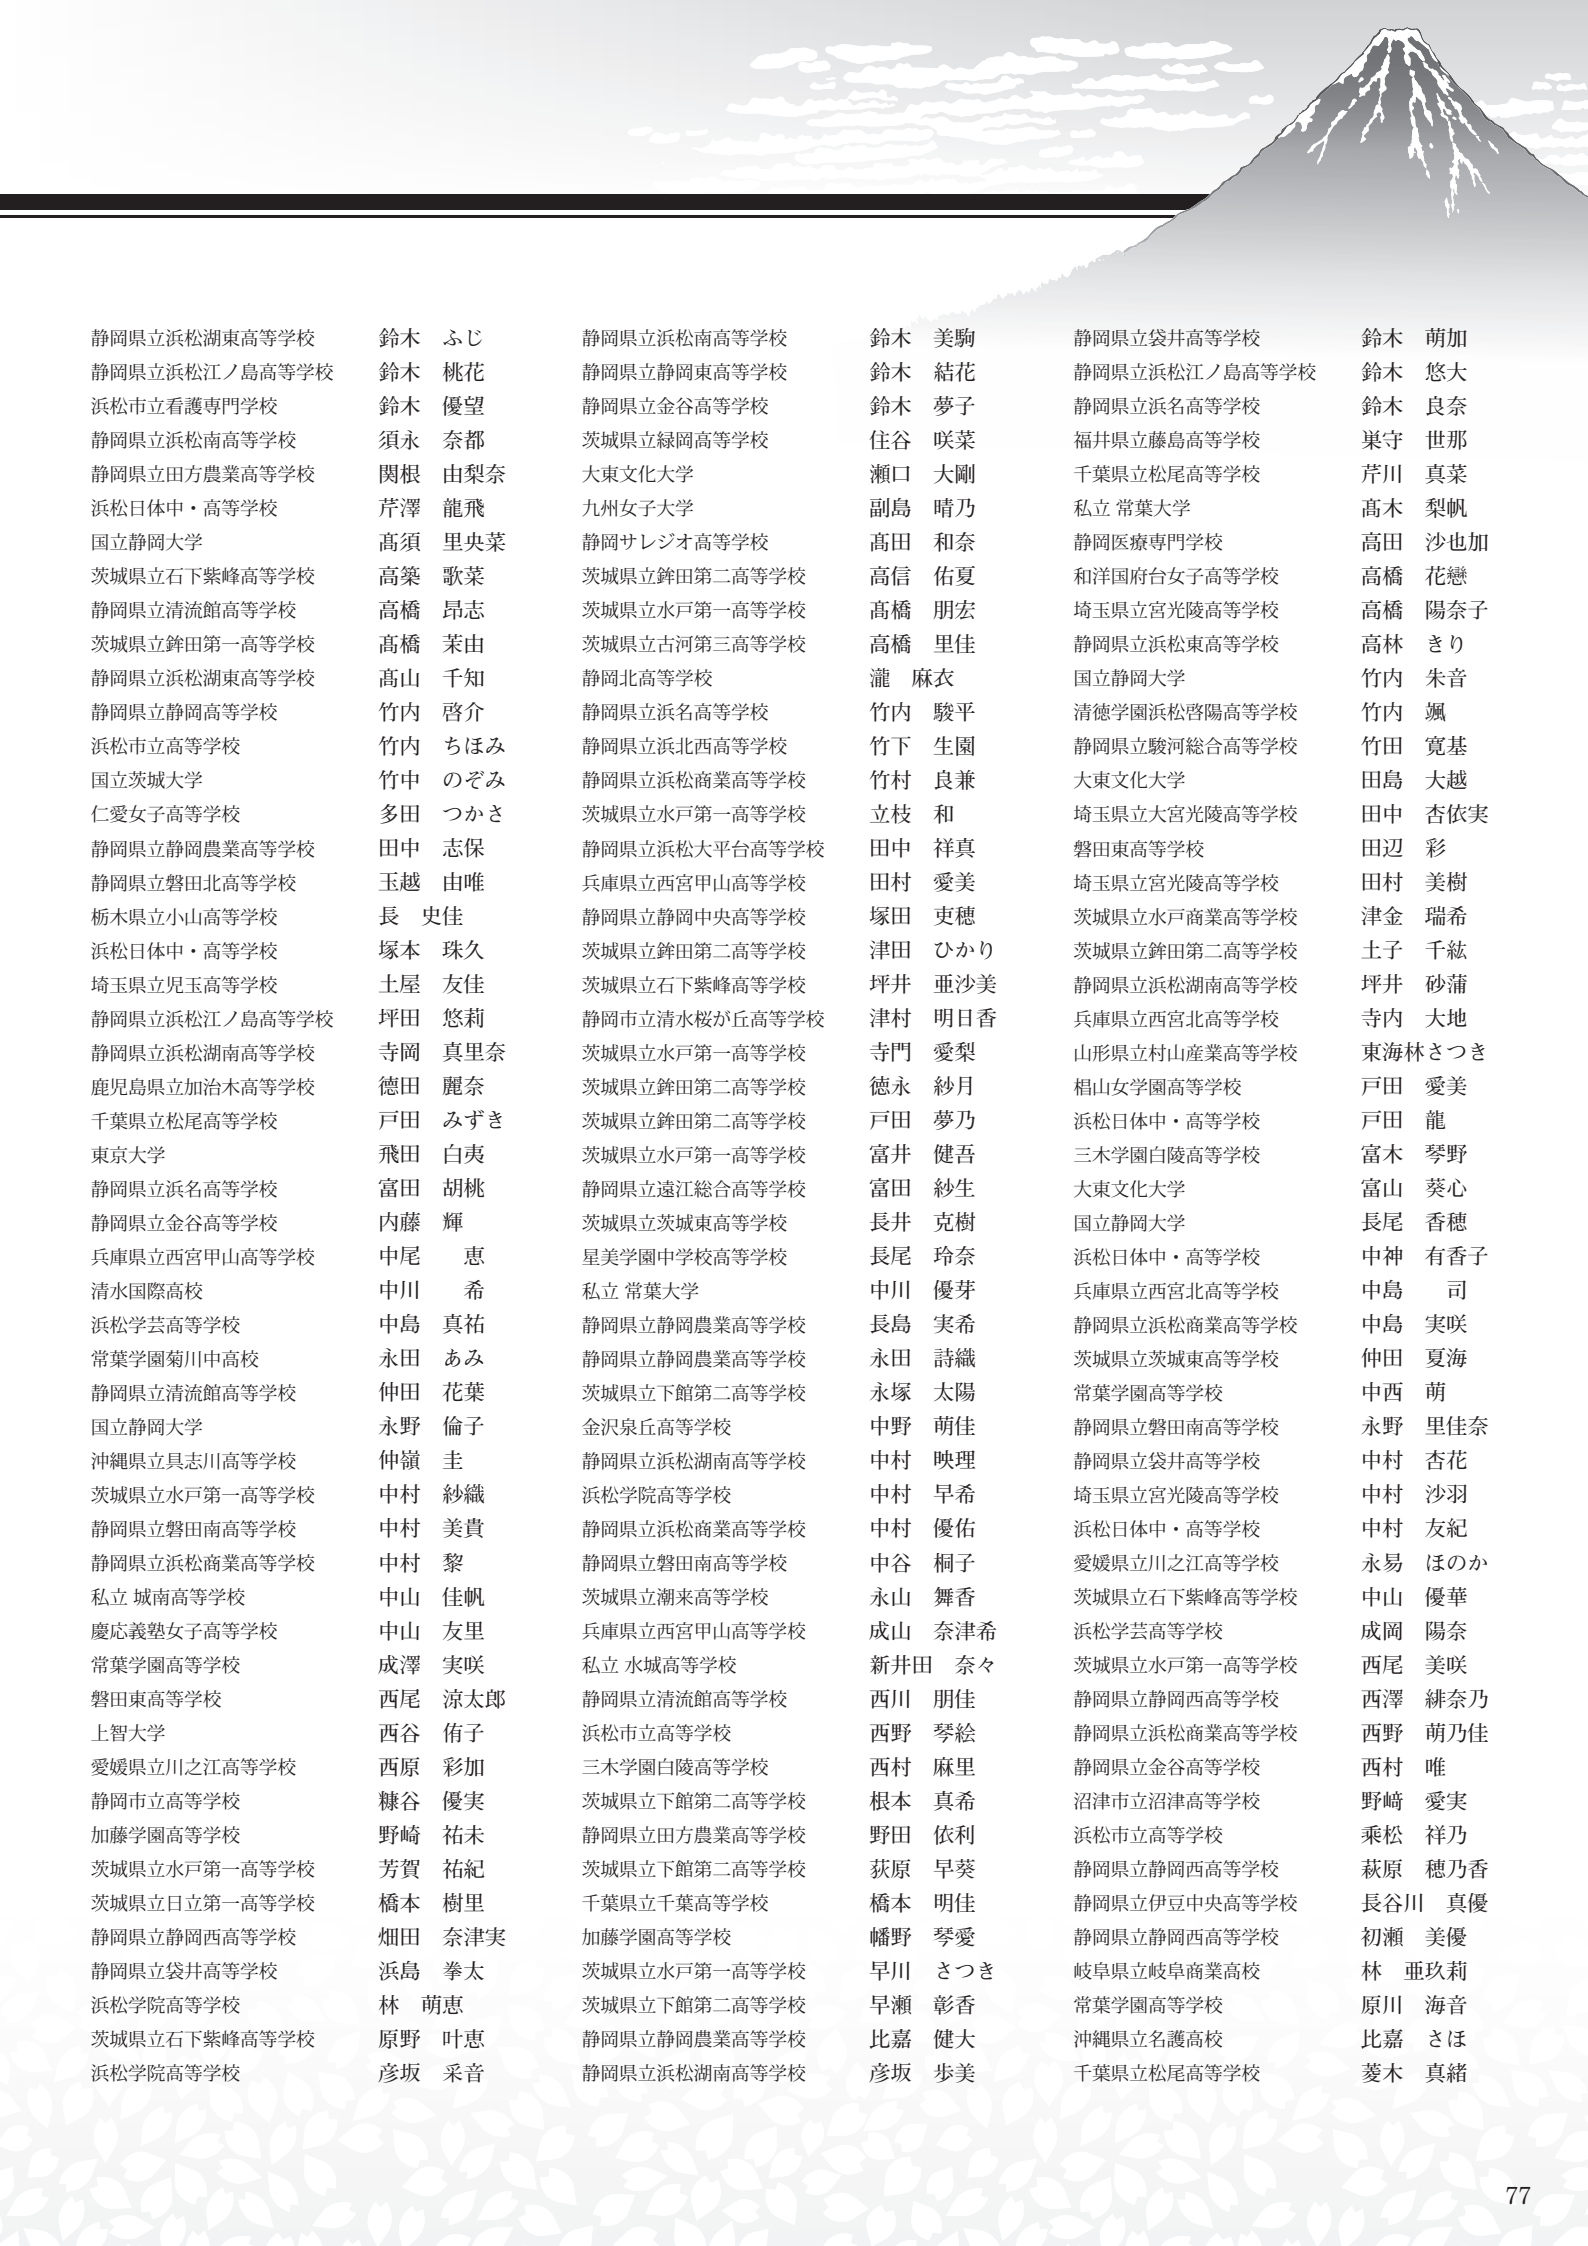 静岡県立浜松湖東高等学校 鈴木 ふじ 静岡県立浜松南高等学校 鈴木 美駒 静岡県立袋井高等学校 鈴木 萌加
静岡県立浜松江ノ島高等学校 鈴木 桃花 静岡県立静岡東高等学校 鈴木 結花 静岡県立浜松江ノ島高等学校 鈴木 悠大
浜松市立看護専門学校 鈴木 優望 静岡県立金谷高等学校 鈴木 夢子 静岡県立浜名高等学校 鈴木 良奈
静岡県立浜松南高等学校 須永 奈都 茨城県立緑岡高等学校 住谷 咲菜 福井県立藤島高等学校 巣守 世那
静岡県立田方農業高等学校 関根 由梨奈 大東文化大学 瀬口 大剛 千葉県立松尾高等学校 芹川 真菜
浜松日体中・高等学校 芹澤 龍飛 九州女子大学 副島 晴乃 私立 常葉大学 髙木 梨帆
国立静岡大学 髙須 里央菜 静岡サレジオ高等学校 髙田 和奈 静岡医療専門学校 高田 沙也加
茨城県立石下紫峰高等学校 高築 歌菜 茨城県立鉾田第二高等学校 高信 佑夏 和洋国府台女子高等学校 高橋 花戀
静岡県立清流館高等学校 高橋 昂志 茨城県立水戸第一高等学校 髙橋 朋宏 埼玉県立宮光陵高等学校 高橋 陽奈子
茨城県立鉾田第一高等学校 髙橋 茉由 茨城県立古河第三高等学校 高橋 里佳 静岡県立浜松東高等学校 高林 きり
静岡県立浜松湖東高等学校 髙山 千知 静岡北高等学校 瀧 麻衣 国立静岡大学 竹内 朱音
静岡県立静岡高等学校 竹内 啓介 静岡県立浜名高等学校 竹内 駿平 清徳学園浜松啓陽高等学校 竹内 颯
浜松市立高等学校 竹内 ちほみ 静岡県立浜北西高等学校 竹下 生園 静岡県立駿河総合高等学校 竹田 寛基
国立茨城大学 竹中 のぞみ 静岡県立浜松商業高等学校 竹村 良兼 大東文化大学 田島 大越
仁愛女子高等学校 多田 つかさ 茨城県立水戸第一高等学校 立枝 和 埼玉県立大宮光陵高等学校 田中 杏依実
静岡県立静岡農業高等学校 田中 志保 静岡県立浜松大平台高等学校 田中 祥真 磐田東高等学校 田辺 彩
静岡県立磐田北高等学校 玉越 由唯 兵庫県立西宮甲山高等学校 田村 愛美 埼玉県立宮光陵高等学校 田村 美樹
栃木県立小山高等学校 長 史佳 静岡県立静岡中央高等学校 塚田 吏穂 茨城県立水戸商業高等学校 津金 瑞希
浜松日体中・高等学校 塚本 珠久 茨城県立鉾田第二高等学校 津田 ひかり 茨城県立鉾田第二高等学校 土子 千紘
埼玉県立児玉高等学校 土屋 友佳 茨城県立石下紫峰高等学校 坪井 亜沙美 静岡県立浜松湖南高等学校 坪井 砂蒲
静岡県立浜松江ノ島高等学校 坪田 悠莉 静岡市立清水桜が丘高等学校 津村 明日香 兵庫県立西宮北高等学校 寺内 大地
静岡県立浜松湖南高等学校 寺岡 真里奈 茨城県立水戸第一高等学校 寺門 愛梨 山形県立村山産業高等学校 東海林さつき
鹿児島県立加治木高等学校 德田 麗奈 茨城県立鉾田第二高等学校 徳永 紗月 椙山女学園高等学校 戸田 愛美
千葉県立松尾高等学校 戸田 みずき 茨城県立鉾田第二高等学校 戸田 夢乃 浜松日体中・高等学校 戸田 龍
東京大学 飛田 白夷 茨城県立水戸第一高等学校 富井 健吾 三木学園白陵高等学校 富木 琴野
静岡県立浜名高等学校 富田 胡桃 静岡県立遠江総合高等学校 富田 紗生 大東文化大学 富山 葵心
静岡県立金谷高等学校 内藤 輝 茨城県立茨城東高等学校 長井 克樹 国立静岡大学 長尾 香穂
兵庫県立西宮甲山高等学校 中尾 恵 星美学園中学校高等学校 長尾 玲奈 浜松日体中・高等学校 中神 有香子
清水国際高校 中川 希 私立 常葉大学 中川 優芽 兵庫県立西宮北高等学校 中島 司
浜松学芸高等学校 中島 真祐 静岡県立静岡農業高等学校 長島 実希 静岡県立浜松商業高等学校 中島 実咲
常葉学園菊川中高校 永田 あみ 静岡県立静岡農業高等学校 永田 詩織 茨城県立茨城東高等学校 仲田 夏海
静岡県立清流館高等学校 仲田 花葉 茨城県立下館第二高等学校 永塚 太陽 常葉学園高等学校 中西 萌
国立静岡大学 永野 倫子 金沢泉丘高等学校 中野 萌佳 静岡県立磐田南高等学校 永野 里佳奈
沖縄県立具志川高等学校 仲嶺 圭 静岡県立浜松湖南高等学校 中村 映理 静岡県立袋井高等学校 中村 杏花
茨城県立水戸第一高等学校 中村 紗織 浜松学院高等学校 中村 早希 埼玉県立宮光陵高等学校 中村 沙羽
静岡県立磐田南高等学校 中村 美貴 静岡県立浜松商業高等学校 中村 優佑 浜松日体中・高等学校 中村 友紀
静岡県立浜松商業高等学校 中村 黎 静岡県立磐田南高等学校 中谷 桐子 愛媛県立川之江高等学校 永易 ほのか
私立 城南高等学校 中山 佳帆 茨城県立潮来高等学校 永山 舞香 茨城県立石下紫峰高等学校 中山 優華
慶応義塾女子高等学校 中山 友里 兵庫県立西宮甲山高等学校 成山 奈津希 浜松学芸高等学校 成岡 陽奈
常葉学園高等学校 成澤 実咲 私立 水城高等学校 新井田 奈々 茨城県立水戸第一高等学校 西尾 美咲
磐田東高等学校 西尾 涼太郎 静岡県立清流館高等学校 西川 朋佳 静岡県立静岡西高等学校 西澤 緋奈乃
上智大学 西谷 侑子 浜松市立高等学校 西野 琴絵 静岡県立浜松商業高等学校 西野 萌乃佳
愛媛県立川之江高等学校 西原 彩加 三木学園白陵高等学校 西村 麻里 静岡県立金谷高等学校 西村 唯
静岡市立高等学校 糠谷 優実 茨城県立下館第二高等学校 根本 真希 沼津市立沼津高等学校 野﨑 愛実
加藤学園高等学校 野崎 祐未 静岡県立田方農業高等学校 野田 依利 浜松市立高等学校 乘松 祥乃
茨城県立水戸第一高等学校 芳賀 祐紀 茨城県立下館第二高等学校 荻原 早葵 静岡県立静岡西高等学校 萩原 穂乃香
茨城県立日立第一高等学校 橋本 樹里 千葉県立千葉高等学校 橋本 明佳 静岡県立伊豆中央高等学校 長谷川 真優
静岡県立静岡西高等学校 畑田 奈津実 加藤学園高等学校 幡野 琴愛 静岡県立静岡西高等学校 初瀬 美優
静岡県立袋井高等学校 浜島 拳太 茨城県立水戸第一高等学校 早川 さつき 岐阜県立岐阜商業高校 林 亜玖莉
浜松学院高等学校 林 萌恵 茨城県立下館第二高等学校 早瀬 彰香 常葉学園高等学校 原川 海音
茨城県立石下紫峰高等学校 原野 叶恵 静岡県立静岡農業高等学校 比嘉 健大 沖縄県立名護高校 比嘉 さほ
浜松学院高等学校 彦坂 采音 静岡県立浜松湖南高等学校 彦坂 歩美 千葉県立松尾高等学校 菱木 真緒
77